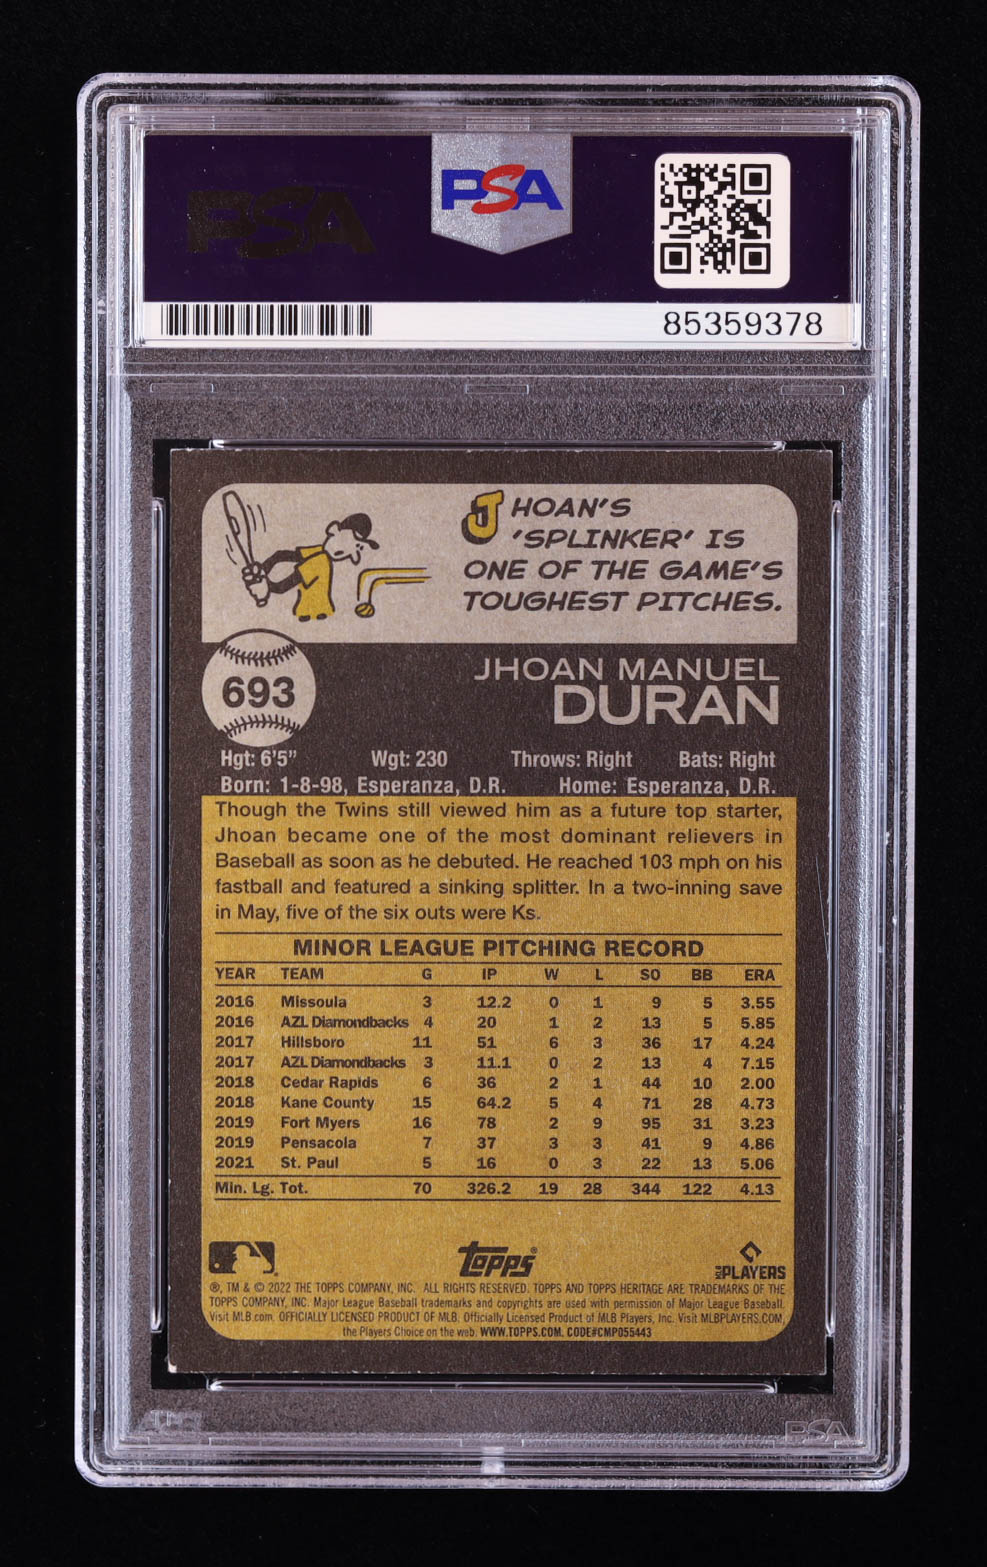 PSA
PSA
85359378
JHOAN'S
'SPLINKER' IS
ONE OF THE GAME'S
TOUGHEST PITCHES.
693
JHOAN MANUEL
DURAN
Hgt: 6'5" Wgt: 230 Throws: Right Bats: Right
Born: 1-8-98, Esperanza, D.R. Home: Esperanza, D.R.
Though the Twins still viewed him as a future top starter,
Jhoan became one of the most dominant relievers in
Baseball as soon as he debuted. He reached 103 mph on his
fastball and featured a sinking splitter. In a two-inning save
in May, five of the six outs were Ks.
MINOR LEAGUE PITCHING RECORD
YEAR TEAM G IP W L SO BB ERA
2016 Missoula 3 12.2 0 1 9 5 3.55
2016 AZL Diamondbacks 4 20 1 2 13 5 5.85
2017 Hillsboro 11 51 6 3 36 17 4.24
2017 AZL Diamondbacks 3 11.1 0 2 13 4 7.15
2018 Cedar Rapids 6 36 2 1 44 10 2.00
2018 Kane County 15 64.2 5 4 71 28 4.73
2019 Fort Myers 16 78 2 9 95 31 3.23
2019 Pensacola 7 37 3 3 41 9 4.86
2021 St. Paul 5 16 0 3 22 13 5.06
Min. Lg. Tot. 70 326.2 19 28 344 122 4.13
Topps
MLB PLAYERS
®, TM & © 2022 THE TOPPS COMPANY, INC. ALL RIGHTS RESERVED. TOPPS AND TOPPS HERITAGE ARE TRADEMARKS OF THE
TOPPS COMPANY, INC. Major League Baseball trademarks and copyrights are used with permission of Major League Baseball.
Visit MLB.com. OFFICIALLY LICENSED PRODUCT OF MLB. Officially Licensed Product of MLB Players, Inc. Visit MLBPLAYERS.COM,
the Players Choice on the web. WWW.TOPPS.COM. CODE#CMP055443
PSA